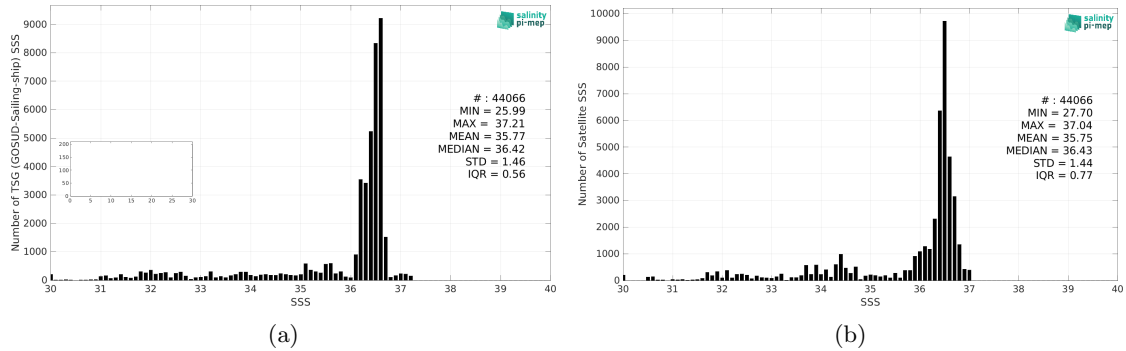 salinity
pi-mep
Number of TSG (GOSUD-Sailing-ship) SSS
9000
8000
7000
6000
5000
4000
3000
2000
1000
0
# : 44066
MIN = 25.99
MAX = 37.21
MEAN = 35.77
MEDIAN = 36.42
STD = 1.46
IQR = 0.56
200
150
100
50
0
0 5 10 15 20 25 30
30 31 32 33 34 35 36 37 38 39 40
SSS
(a)
salinity
pi-mep
Number of Satellite SSS
10000
9000
8000
7000
6000
5000
4000
3000
2000
1000
0
# : 44066
MIN = 27.70
MAX = 37.04
MEAN = 35.75
MEDIAN = 36.43
STD = 1.44
IQR = 0.77
30 31 32 33 34 35 36 37 38 39 40
SSS
(b)